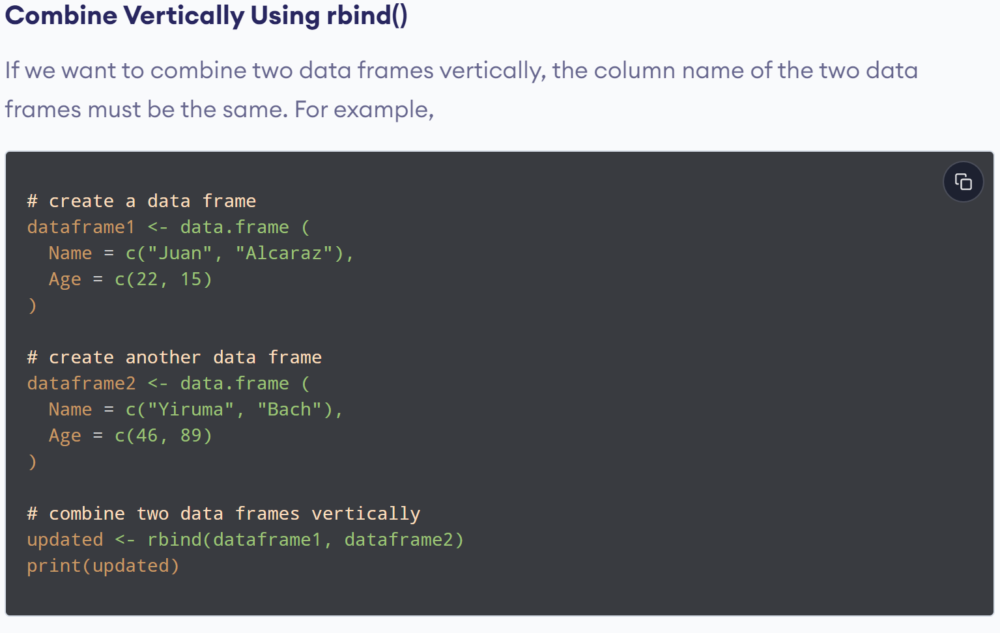 Combine Vertically Using rbind()
If we want to combine two data frames vertically, the column name of the two data
frames must be the same. For example,
# create a data frame
dataframe1 <- data.frame (
  Name = c("Juan", "Alcaraz"),
  Age = c(22, 15)
)
# create another data frame
dataframe2 <- data.frame (
  Name = c("Yiruma", "Bach"),
  Age = c(46, 89)
)
# combine two data frames vertically
updated <- rbind(dataframe1, dataframe2)
print(updated)